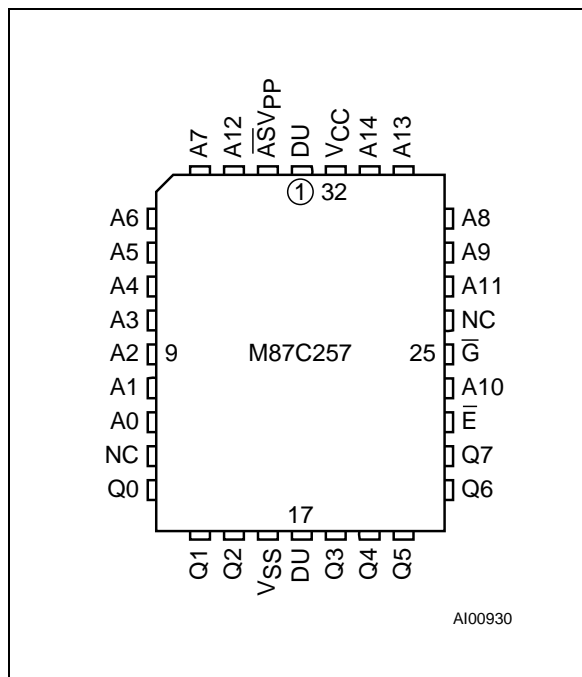 A7
A12
A̅S̅VPP
DU
VCC
A14
A13
1 32
A6
A5
A4
A3
A2
A1
A0
NC
Q0
9
M87C257
25
A8
A9
A11
NC
G̅
A10
E̅
Q7
Q6
17
Q1
Q2
VSS
DU
Q3
Q4
Q5
AI00930